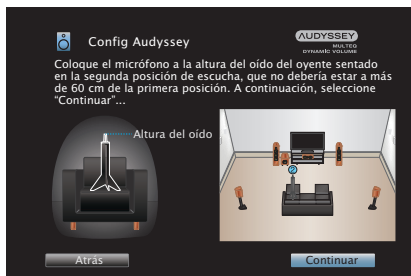 Config Audyssey
AUDYSSEY
MULTEQ
DYNAMIC VOLUME
Coloque el micrófono a la altura del oído del oyente sentado
en la segunda posición de escucha, que no debería estar a más
de 60 cm de la primera posición. A continuación, seleccione
“Continuar”...
Altura del oído
2
Atrás
Continuar